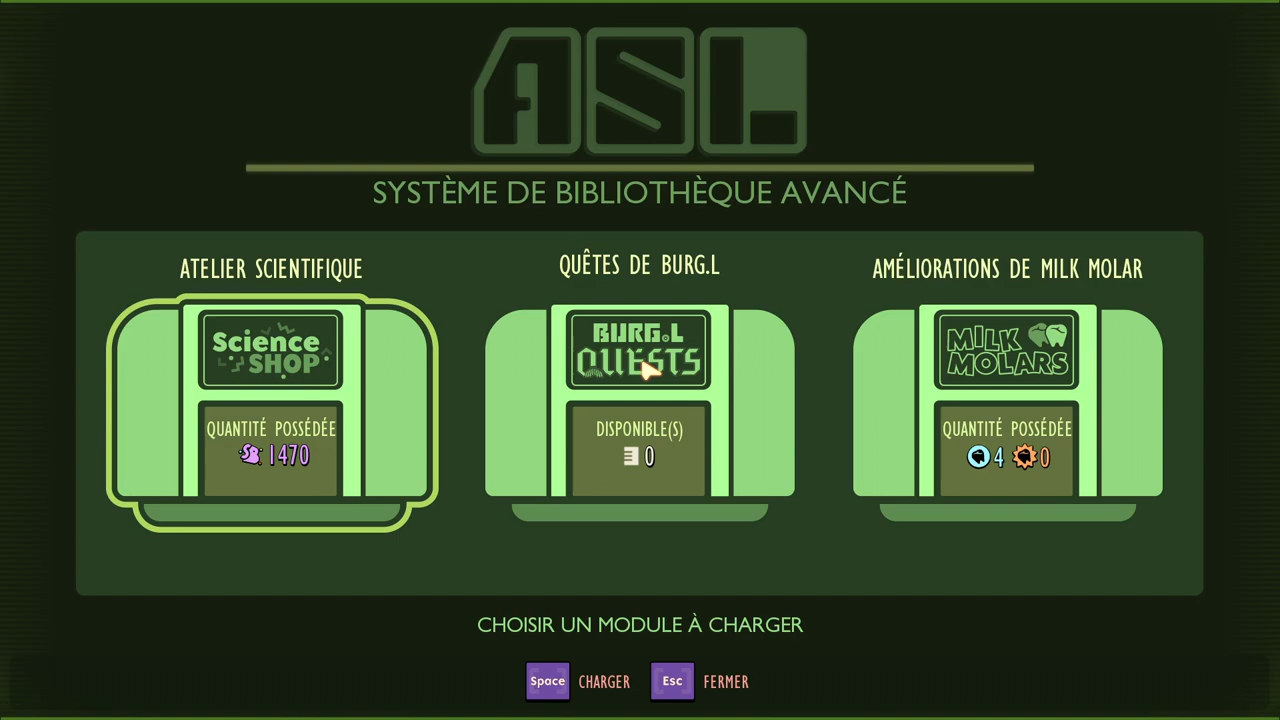 ASL
SYSTÈME DE BIBLIOTHÈQUE AVANCÉ
ATELIER SCIENTIFIQUE
Science
SHOP
QUANTITÉ POSSÉDÉE
1470
QUÊTES DE BURG.L
BURG.L
QUESTS
DISPONIBLE(S)
0
AMÉLIORATIONS DE MILK MOLAR
MILK
MOLARS
QUANTITÉ POSSÉDÉE
4 0
CHOISIR UN MODULE À CHARGER
Space CHARGER Esc FERMER